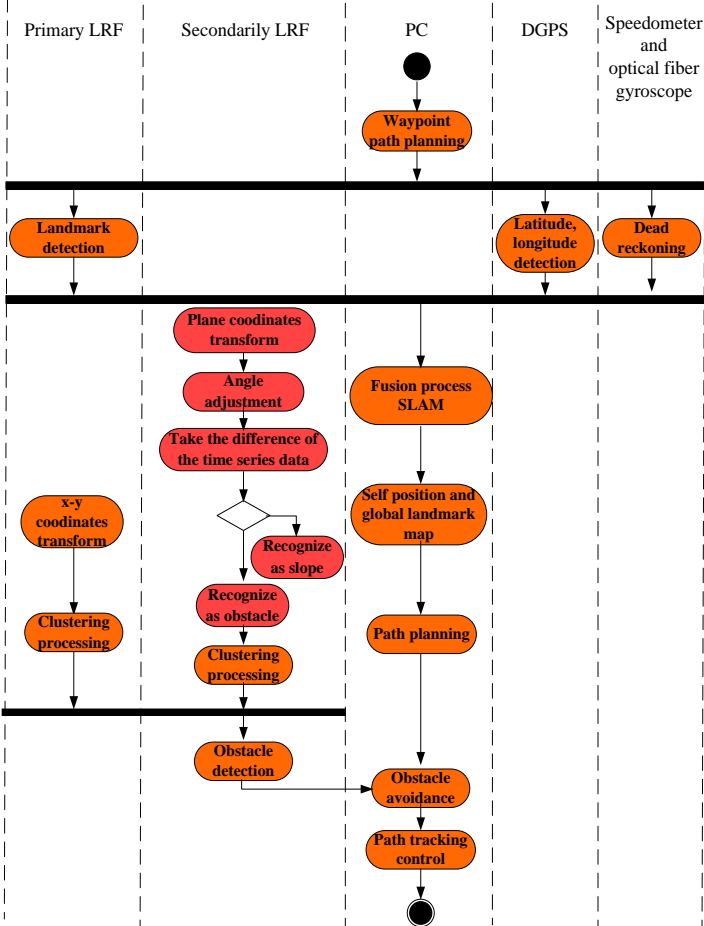 Primary LRF
Secondarily LRF
PC
DGPS
Speedometer
and
optical fiber
gyroscope
Waypoint
path planning
Landmark
detection
Latitude,
longitude
detection
Dead
reckoning
Plane coodinates
transform
Angle
adjustment
Take the difference of
the time series data
Fusion process
SLAM
x-y
coodinates
transform
Self position and
global landmark
map
Recognize
as slope
Recognize
as obstacle
Clustering
processing
Clustering
processing
Path planning
Obstacle
detection
Obstacle
avoidance
Path tracking
control